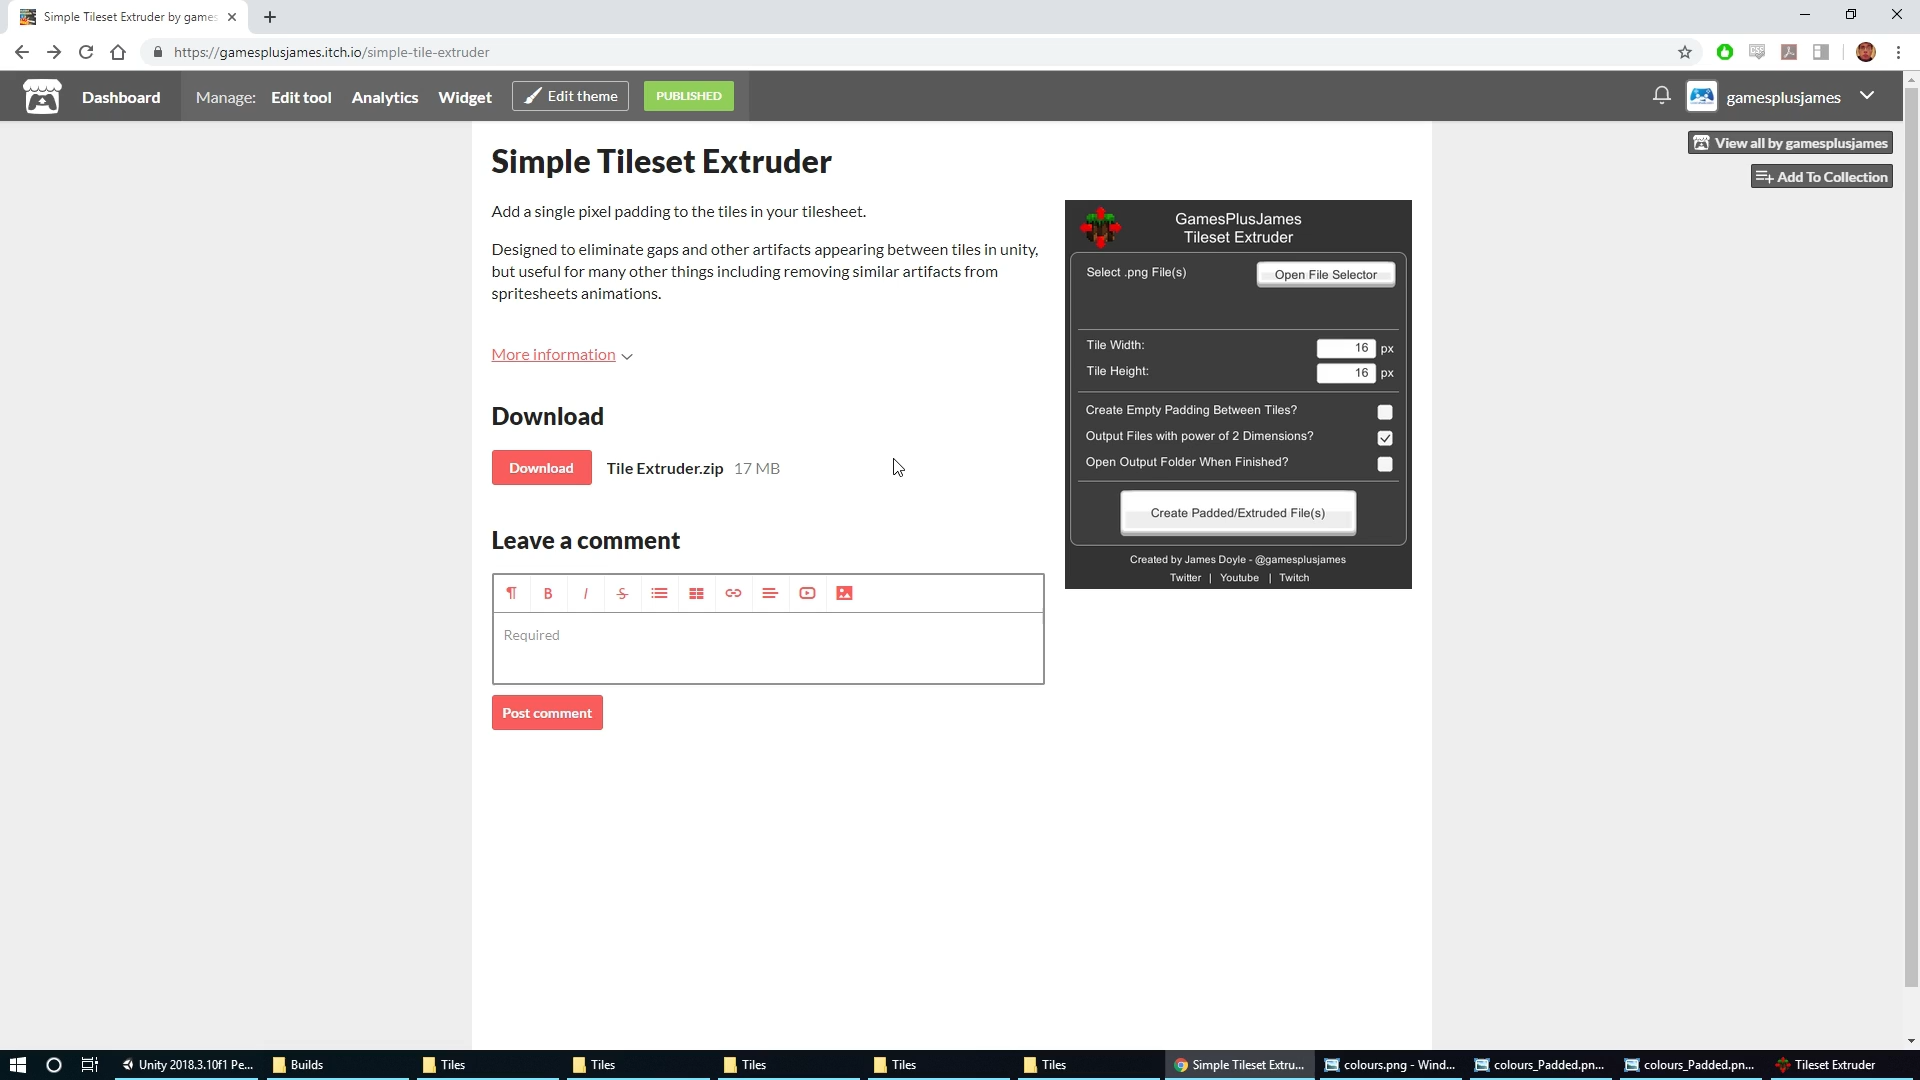 Simple Tileset Extruder by games
https://gamesplusjames.itch.io/simple-tile-extruder
Dashboard
Manage: Edit tool Analytics Widget Edit theme PUBLISHED
gamesplusjames
View all by gamesplusjames
Add To Collection
Simple Tileset Extruder
Add a single pixel padding to the tiles in your tilesheet.
Designed to eliminate gaps and other artifacts appearing between tiles in unity,
but useful for many other things including removing similar artifacts from
spritesheets animations.
More information
Download
Download Tile Extruder.zip 17 MB
Leave a comment
Required
Post comment
GamesPlusJames
Tileset Extruder
Select .png File(s) Open File Selector
Tile Width: 16 px
Tile Height: 16 px
Create Empty Padding Between Tiles?
Output Files with power of 2 Dimensions?
Open Output Folder When Finished?
Create Padded/Extruded File(s)
Created by James Doyle - @gamesplusjames
Twitter | Youtube | Twitch
Unity 2018.3.10f1 Pe... Builds Tiles Tiles Tiles Tiles Tiles Simple Tileset Extru... colours.png - Wind... colours_Padded.pn... colours_Padded.pn... Tileset Extruder